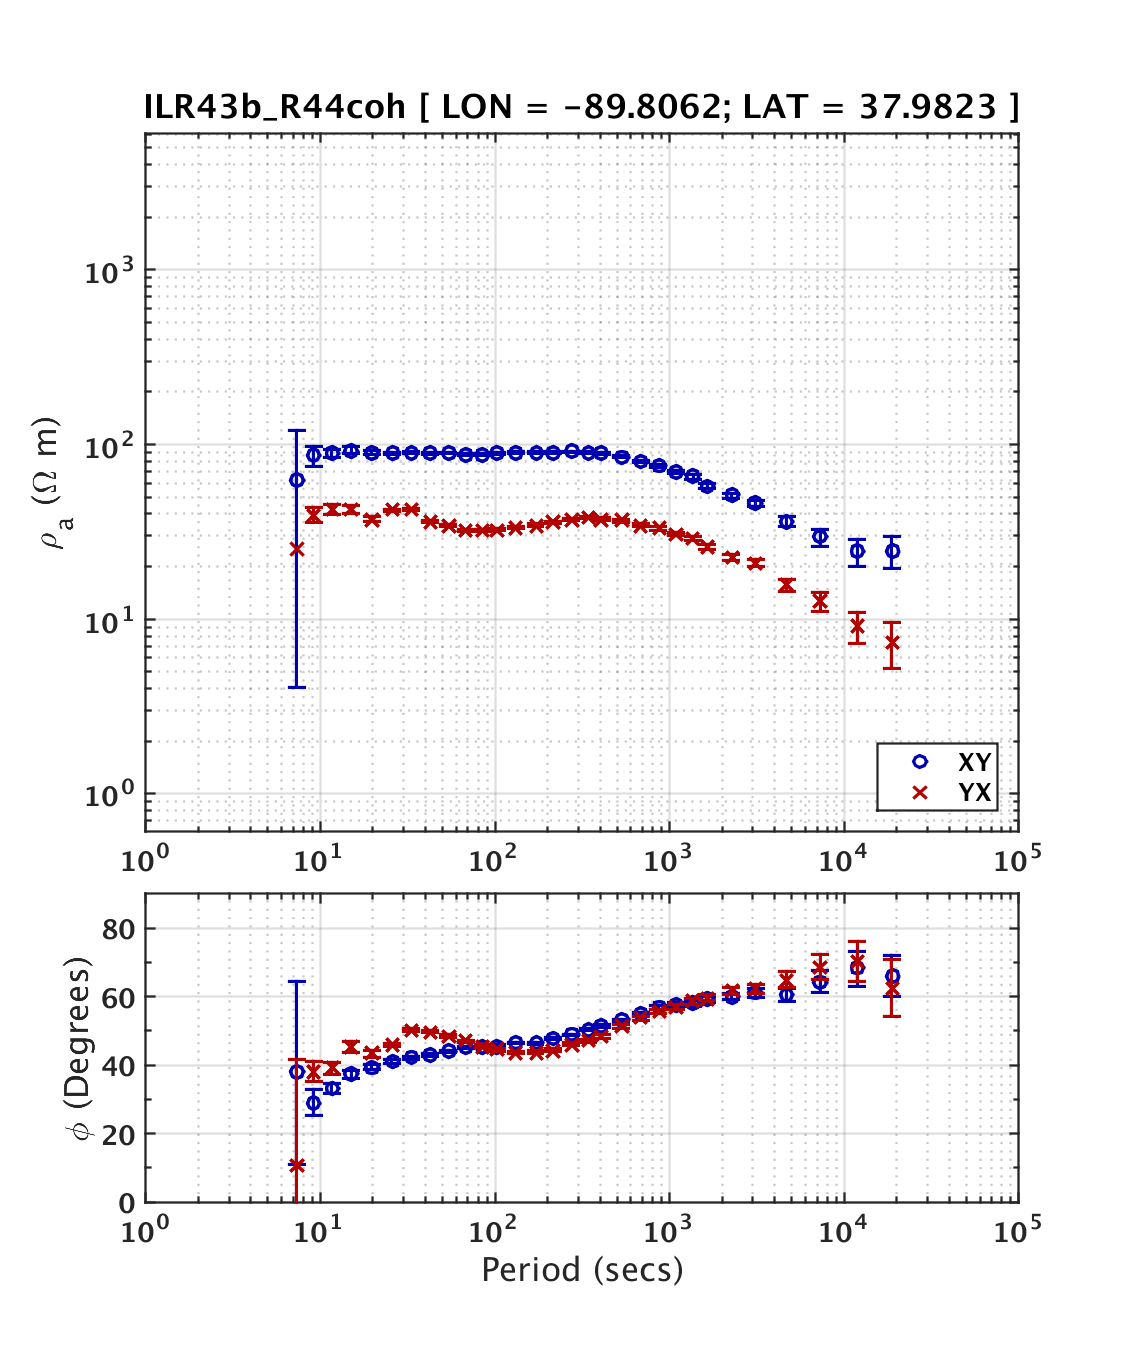 ILR43b_R44coh [ LON = −89.8062; LAT = 37.9823 ]
ρa (Ω m)
10³
10²
10¹
10⁰
XY
YX
10⁰ 10¹ 10² 10³ 10⁴ 10⁵
ϕ (Degrees)
80
60
40
20
0
10⁰ 10¹ 10² 10³ 10⁴ 10⁵
Period (secs)